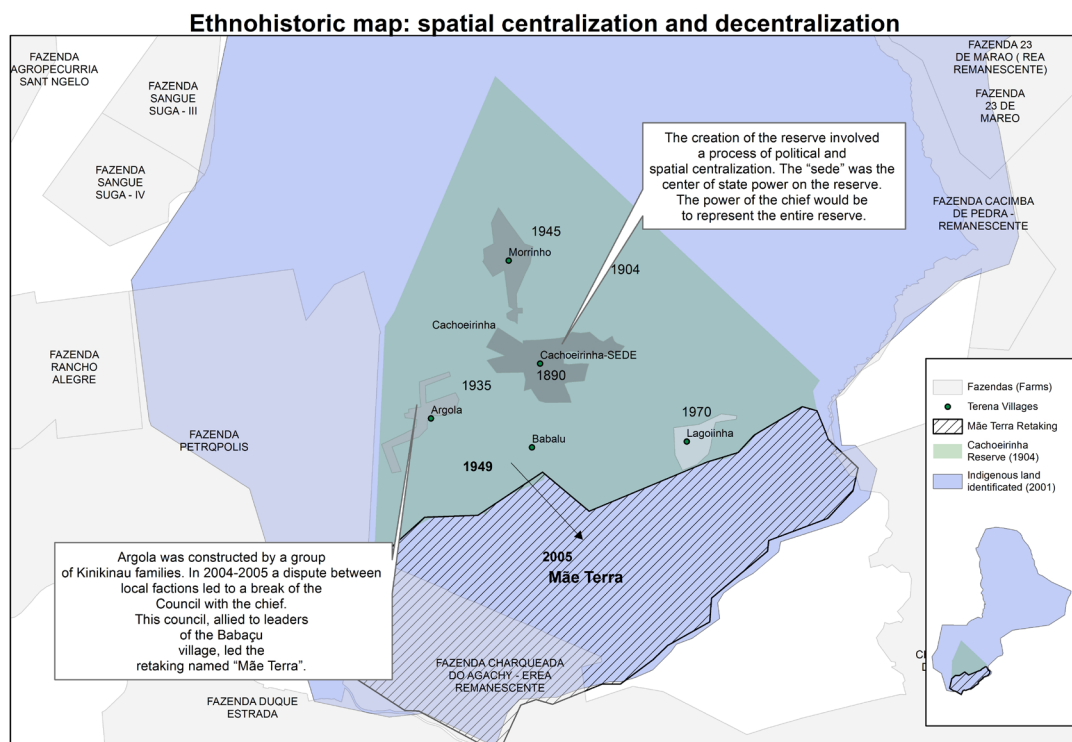 Ethnohistoric map: spatial centralization and decentralization
FAZENDA
AGROPECURRIA
SANT NGELO
FAZENDA
SANGUE
SUGA - III
FAZENDA
SANGUE
SUGA - IV
FAZENDA 23
DE MARAO ( REA
REMANESCENTE)
FAZENDA
23 DE
MAREO
The creation of the reserve involved
a process of political and
spatial centralization. The “sede” was the
center of state power on the reserve.
The power of the chief would be
to represent the entire reserve.
FAZENDA CACIMBA
DE PEDRA -
REMANESCENTE
1945
Morrinho
1904
Cachoeirinha
Cachoeirinha-SEDE
1890
FAZENDA
RANCHO
ALEGRE
1935
Argola
1970
Lagoiinha
FAZENDA
PETRQPOLIS
Babalu
1949
2005
Mãe Terra
Argola was constructed by a group
of Kinikinau families. In 2004-2005 a dispute between
local factions led to a break of the
Council with the chief.
This council, allied to leaders
of the Babaçu
village, led the
retaking named “Mãe Terra”.
FAZENDA CHARQUEADA
DO AGACHY - EREA
REMANESCENTE
FAZENDA DUQUE
ESTRADA
Fazendas (Farms)
Terena Villages
Mãe Terra Retaking
Cachoeirinha
Reserve (1904)
Indigenous land
identificated (2001)